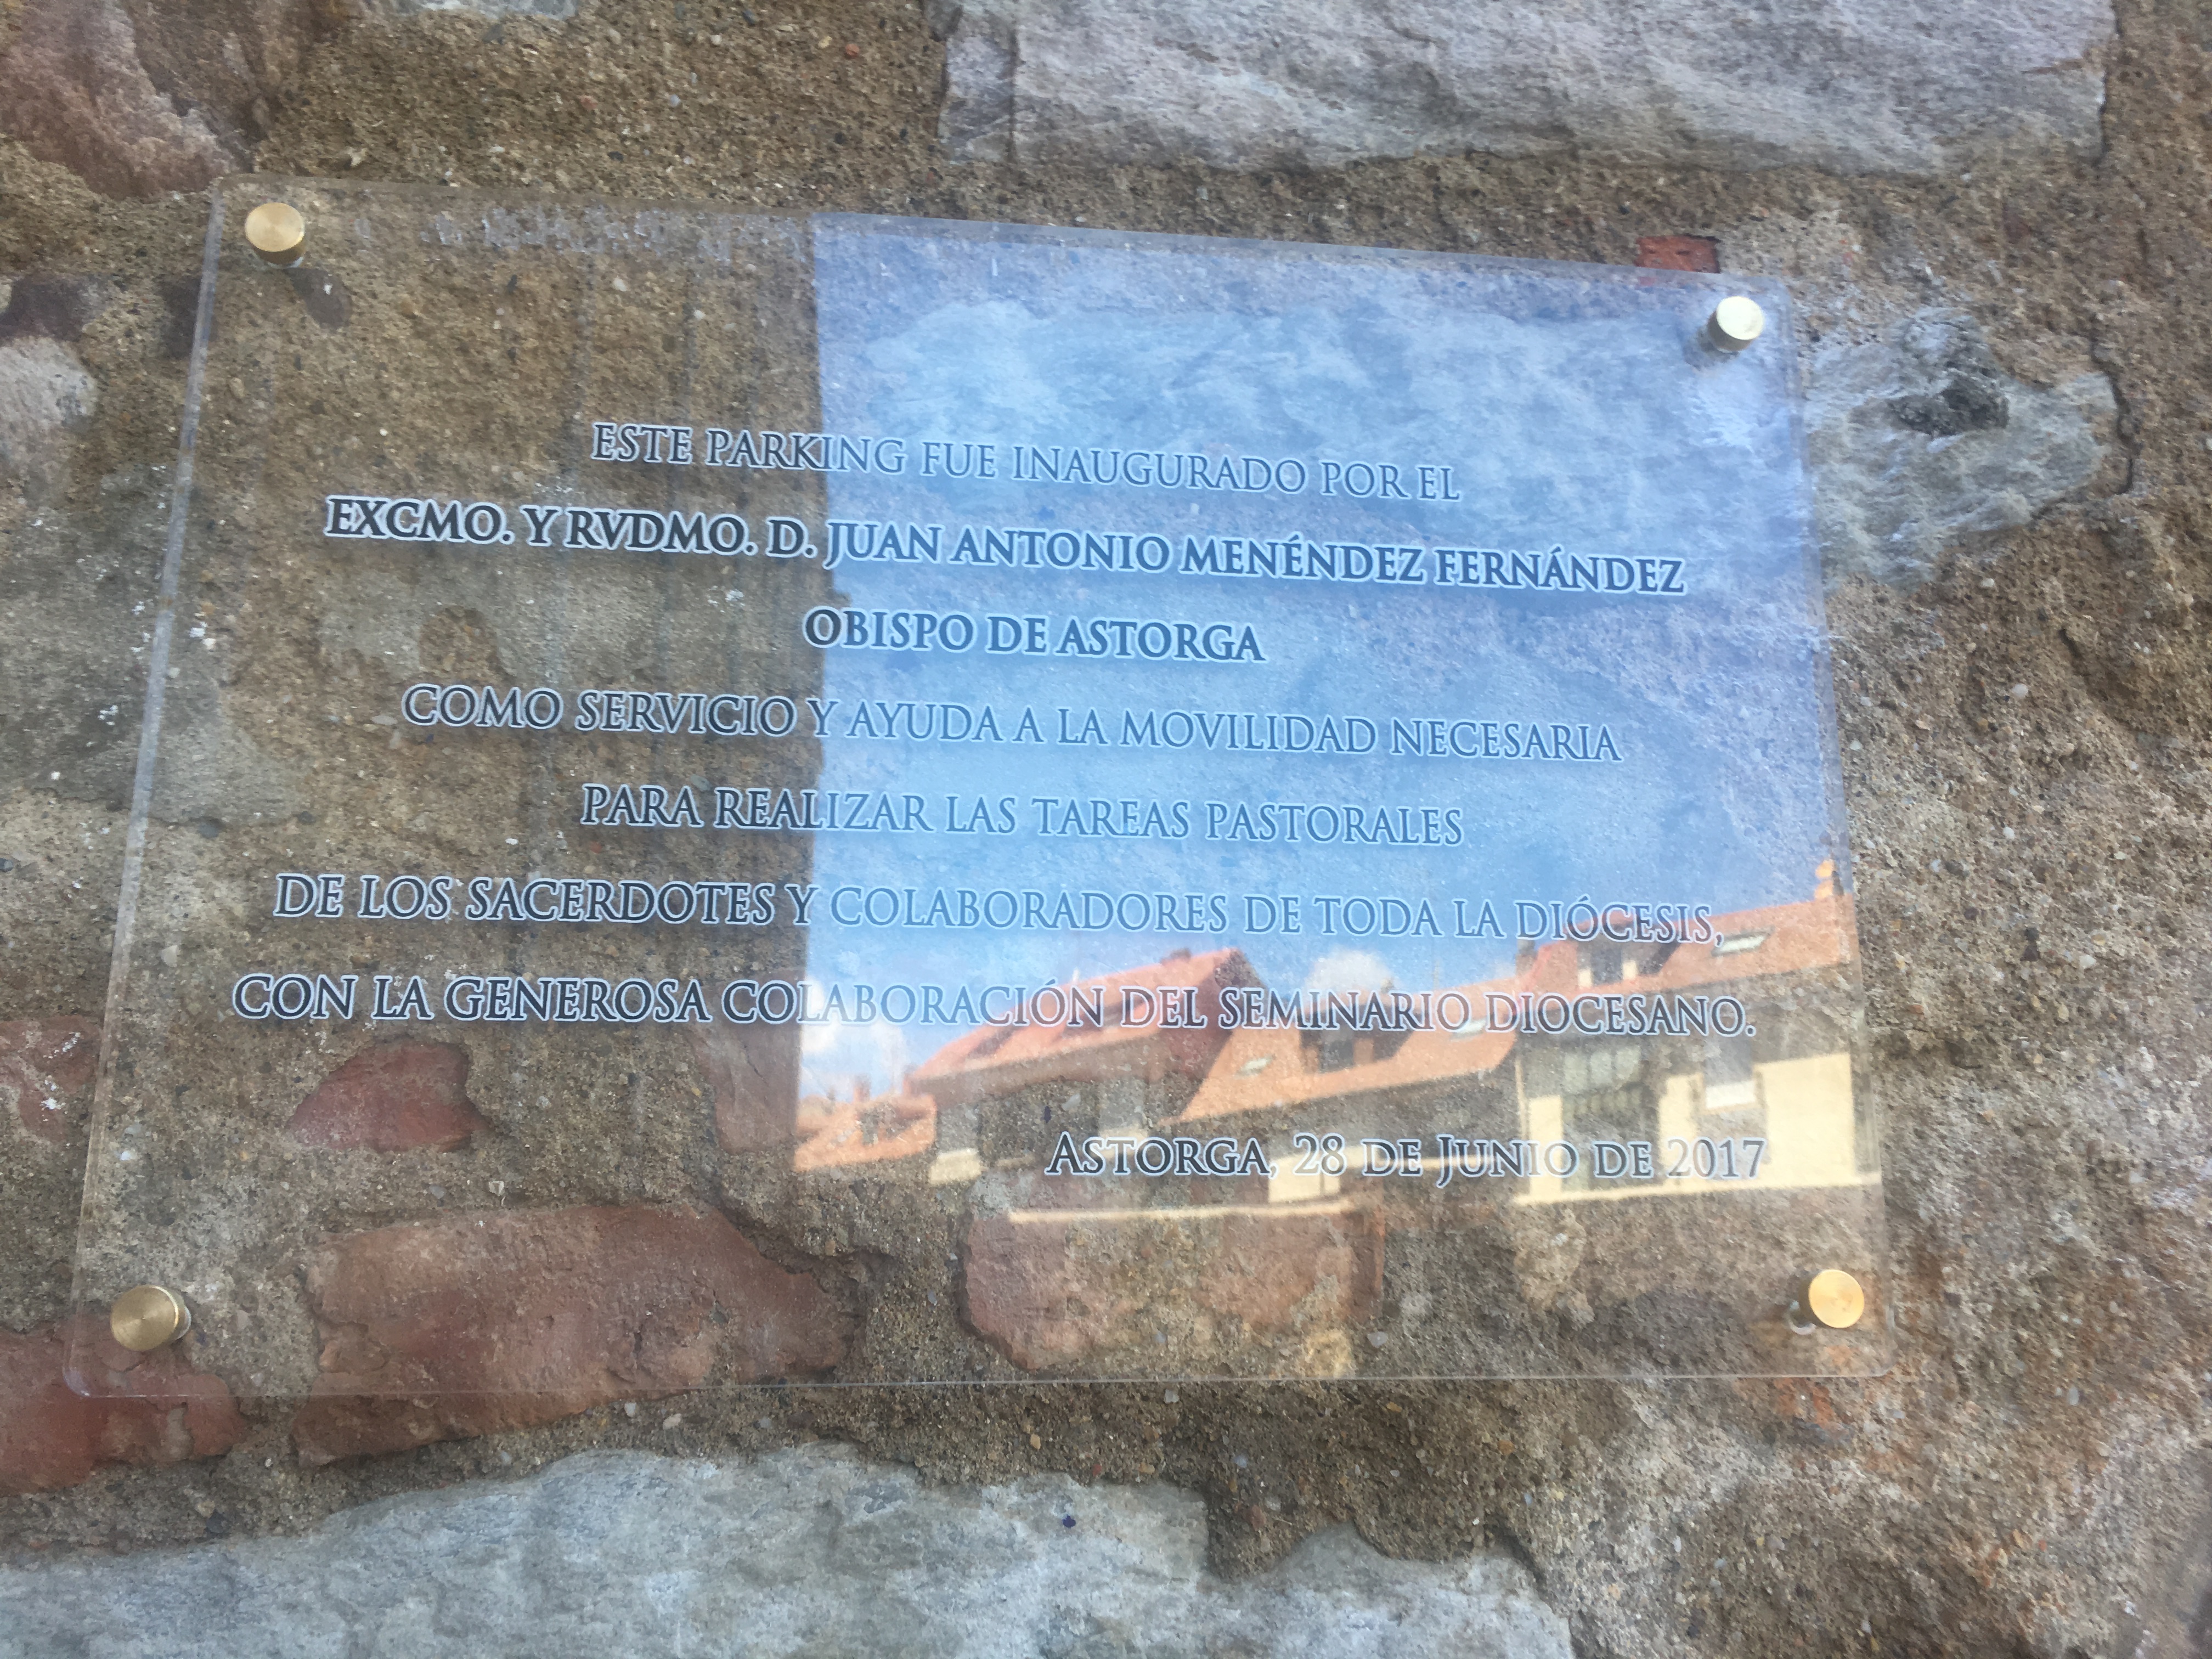 ESTE PARKING FUE INAUGURADO POR EL
EXCMO. Y RVDMO. D. JUAN ANTONIO MENÉNDEZ FERNÁNDEZ
OBISPO DE ASTORGA
COMO SERVICIO Y AYUDA A LA MOVILIDAD NECESARIA
PARA REALIZAR LAS TAREAS PASTORALES
DE LOS SACERDOTES Y COLABORADORES DE TODA LA DIÓCESIS,
CON LA GENEROSA COLABORACIÓN DEL SEMINARIO DIOCESANO.
ASTORGA, 28 DE JUNIO DE 2017